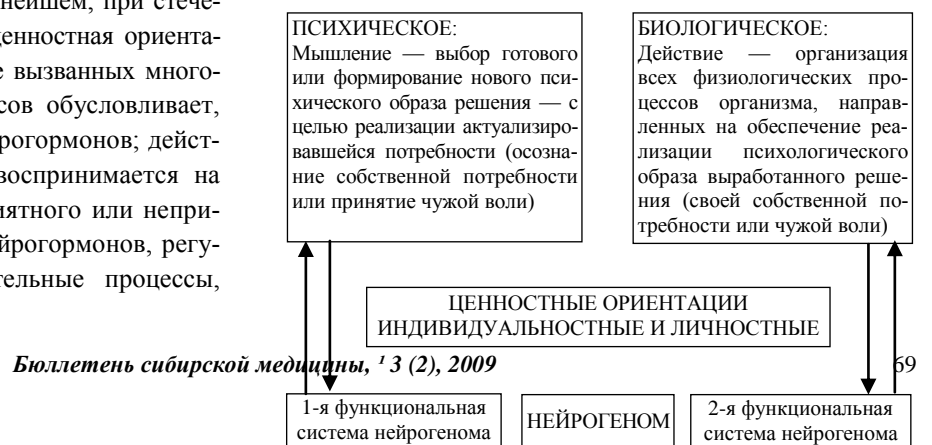 нейшем, при стече-
ценностная ориента-
е вызванных много-
сов обусловливает,
рогормонов; дейст-
воспринимается на
иятного или непри-
йрогормонов, регу-
тельные процессы,
ПСИХИЧЕСКОЕ:
Мышление — выбор готового
или формирование нового пси-
хического образа решения — с
целью реализации актуализиро-
вавшейся потребности (осозна-
ние собственной потребности
или принятие чужой воли)
БИОЛОГИЧЕСКОЕ:
Действие — организация
всех физиологических про-
цессов организма, направ-
ленных на обеспечение реа-
лизации психологического
образа выработанного реше-
ния (своей собственной по-
требности или чужой воли)
ЦЕННОСТНЫЕ ОРИЕНТАЦИИ
ИНДИВИДУАЛЬНОСТНЫЕ И ЛИЧНОСТНЫЕ
Бюллетень сибирской медицины, ¹ 3 (2), 2009
69
1-я функциональная
система нейрогенома
НЕЙРОГЕНОМ
2-я функциональная
система нейрогенома